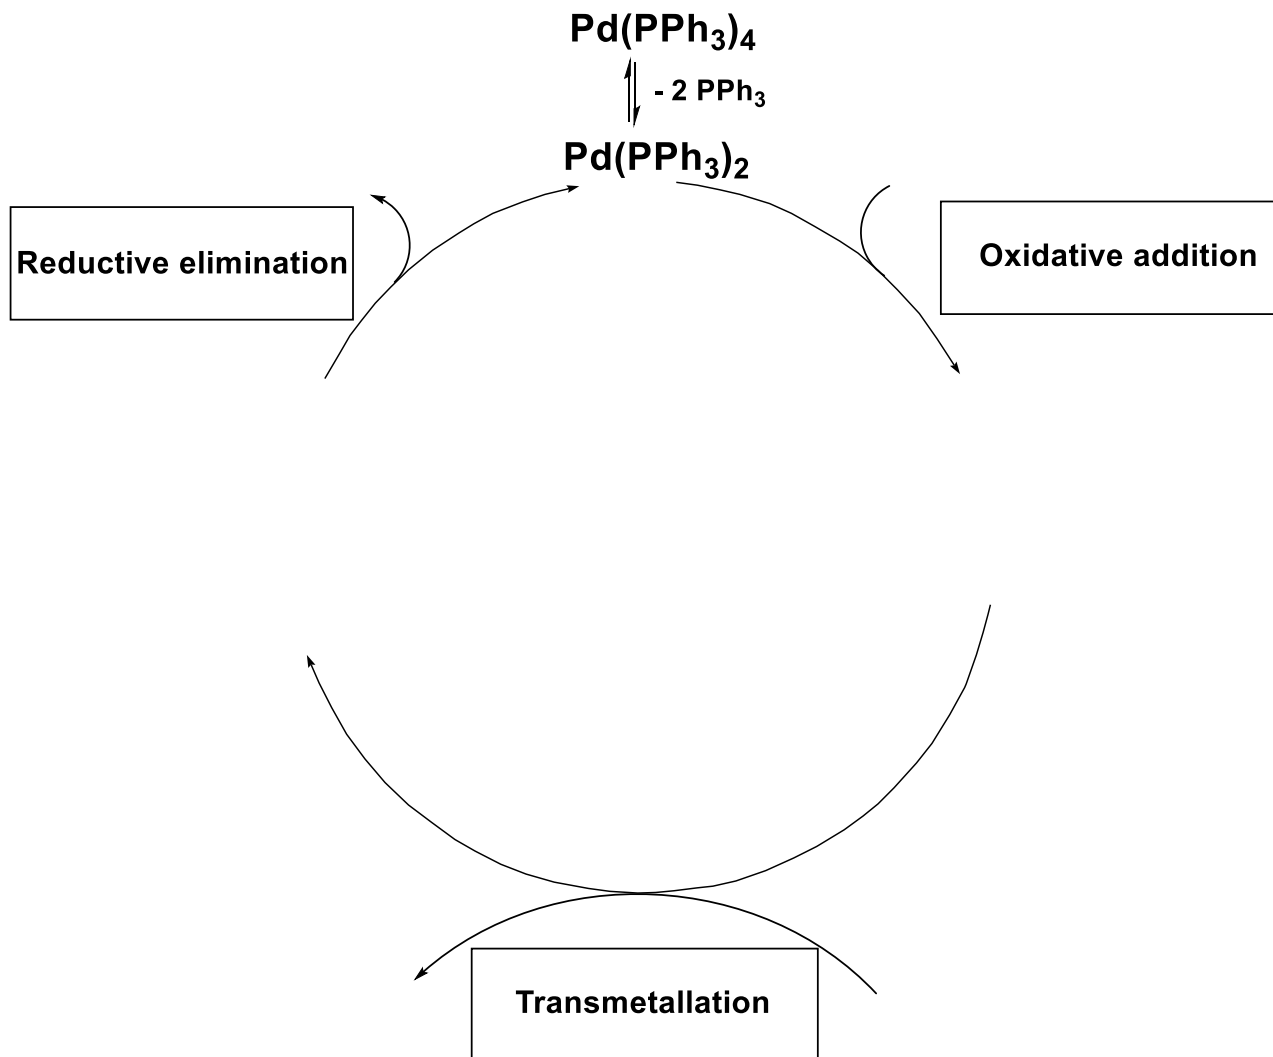 Pd(PPh₃)₄
- 2 PPh₃
Pd(PPh₃)₂
Reductive elimination
Oxidative addition
Transmetallation